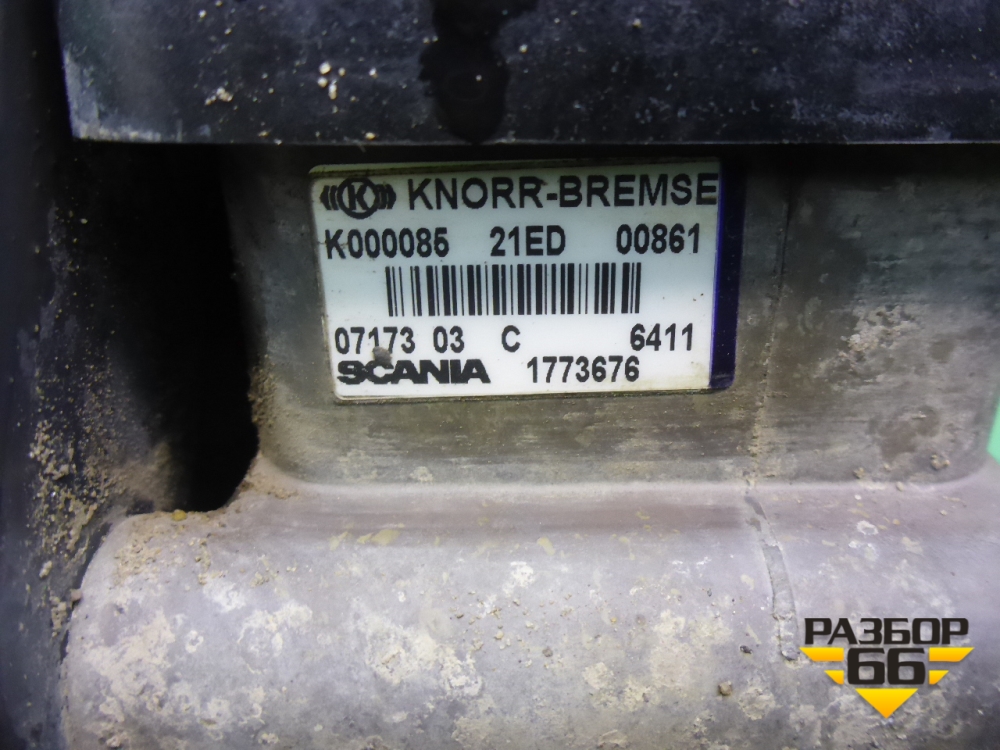 K KNORR-BREMSE
K000085 21ED 00861
07173 03 C 6411
SCANIA 1773676
РАЗБОР
66